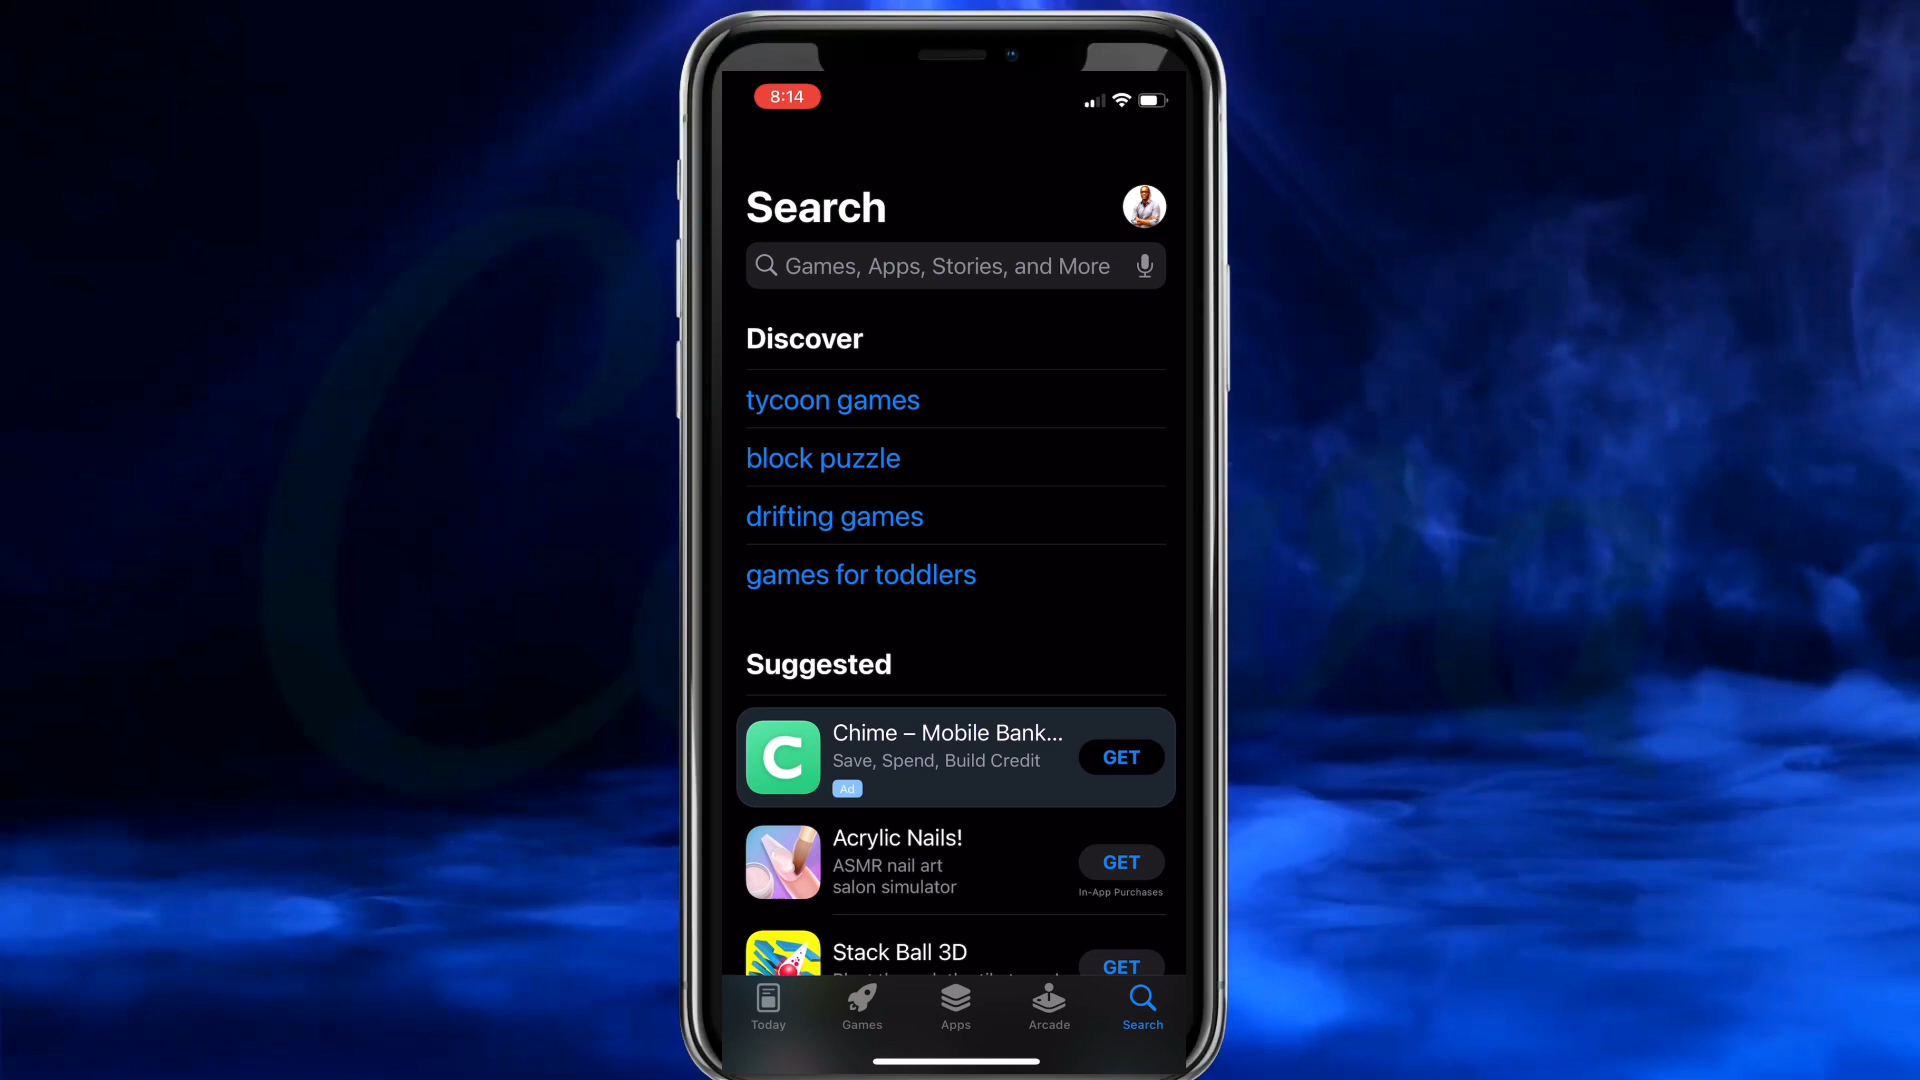 8:14
Search
Games, Apps, Stories, and More
Discover
tycoon games
block puzzle
drifting games
games for toddlers
Suggested
C
Chime – Mobile Bank...
Save, Spend, Build Credit
Ad
GET
Acrylic Nails!
ASMR nail art
salon simulator
GET
In-App Purchases
Stack Ball 3D
GET
Today
Games
Apps
Arcade
Search